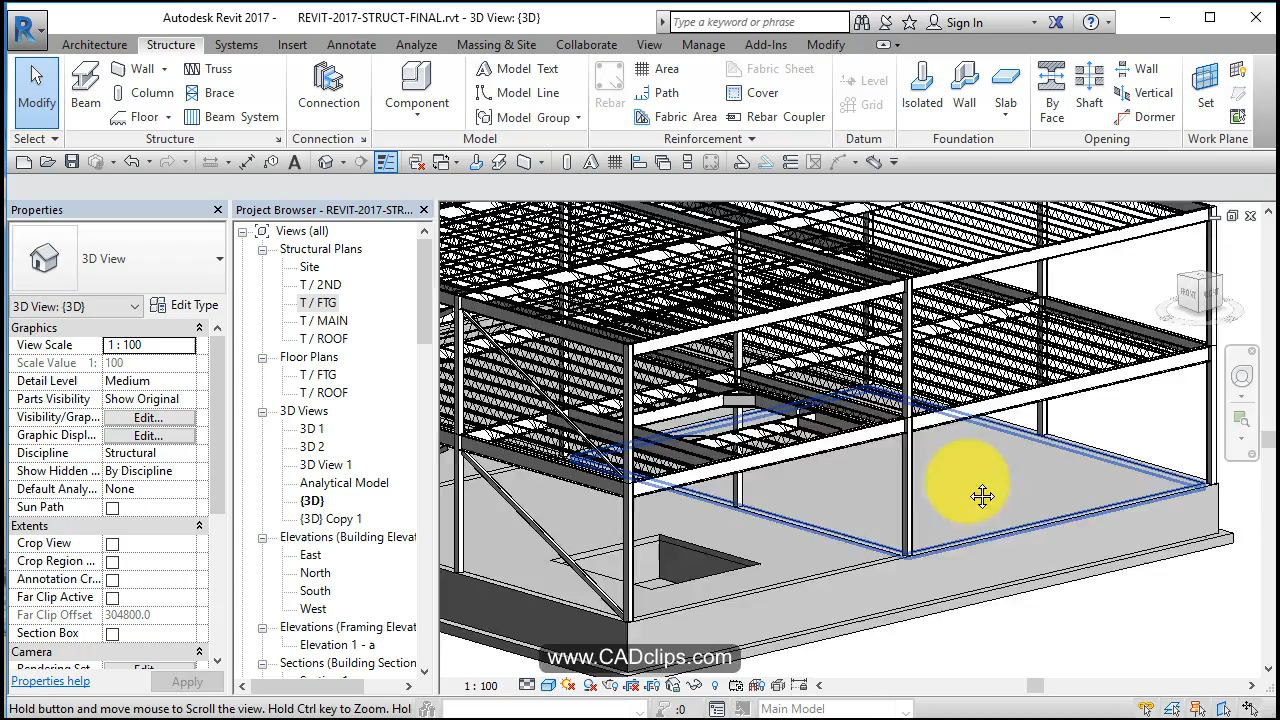 Autodesk Revit 2017 - REVIT-2017-STRUCT-FINAL.rvt - 3D View: {3D}
Type a keyword or phrase
Sign In
Architecture Structure Systems Insert Annotate Analyze Massing & Site Collaborate View Manage Add-Ins Modify
Modify
Select
Beam
Wall
Column
Floor
Truss
Brace
Beam System
Structure
Connection
Connection
Component
Model Text
Model Line
Model Group
Model
Rebar
Area
Path
Fabric Area
Fabric Sheet
Cover
Rebar Coupler
Reinforcement
Level
Grid
Datum
Isolated
Wall
Slab
Foundation
By Face
Shaft
Wall
Vertical
Dormer
Opening
Set
Work Plane
Properties
3D View
3D View: {3D}
Edit Type
Graphics
View Scale 1 : 100
Scale Value 1: 100
Detail Level Medium
Parts Visibility Show Original
Visibility/Grap... Edit...
Graphic Displ... Edit...
Discipline Structural
Show Hidden ... By Discipline
Default Analy... None
Sun Path
Extents
Crop View
Crop Region ...
Annotation Cr...
Far Clip Active
Far Clip Offset 304800.0
Section Box
Camera
Rendering Set... Edit...
Properties help
Apply
Project Browser - REVIT-2017-STR...
Views (all)
Structural Plans
Site
T / 2ND
T / FTG
T / MAIN
T / ROOF
Floor Plans
T / FTG
T / ROOF
3D Views
3D 1
3D 2
3D View 1
Analytical Model
{3D}
{3D} Copy 1
Elevations (Building Elevat
East
North
South
West
Elevations (Framing Elevat
Elevation 1 - a
Sections (Building Section
FRONT
RIGHT
www.CADclips.com
1 : 100
Hold button and move mouse to Scroll the view. Hold Ctrl key to Zoom. Hol
:0
Main Model